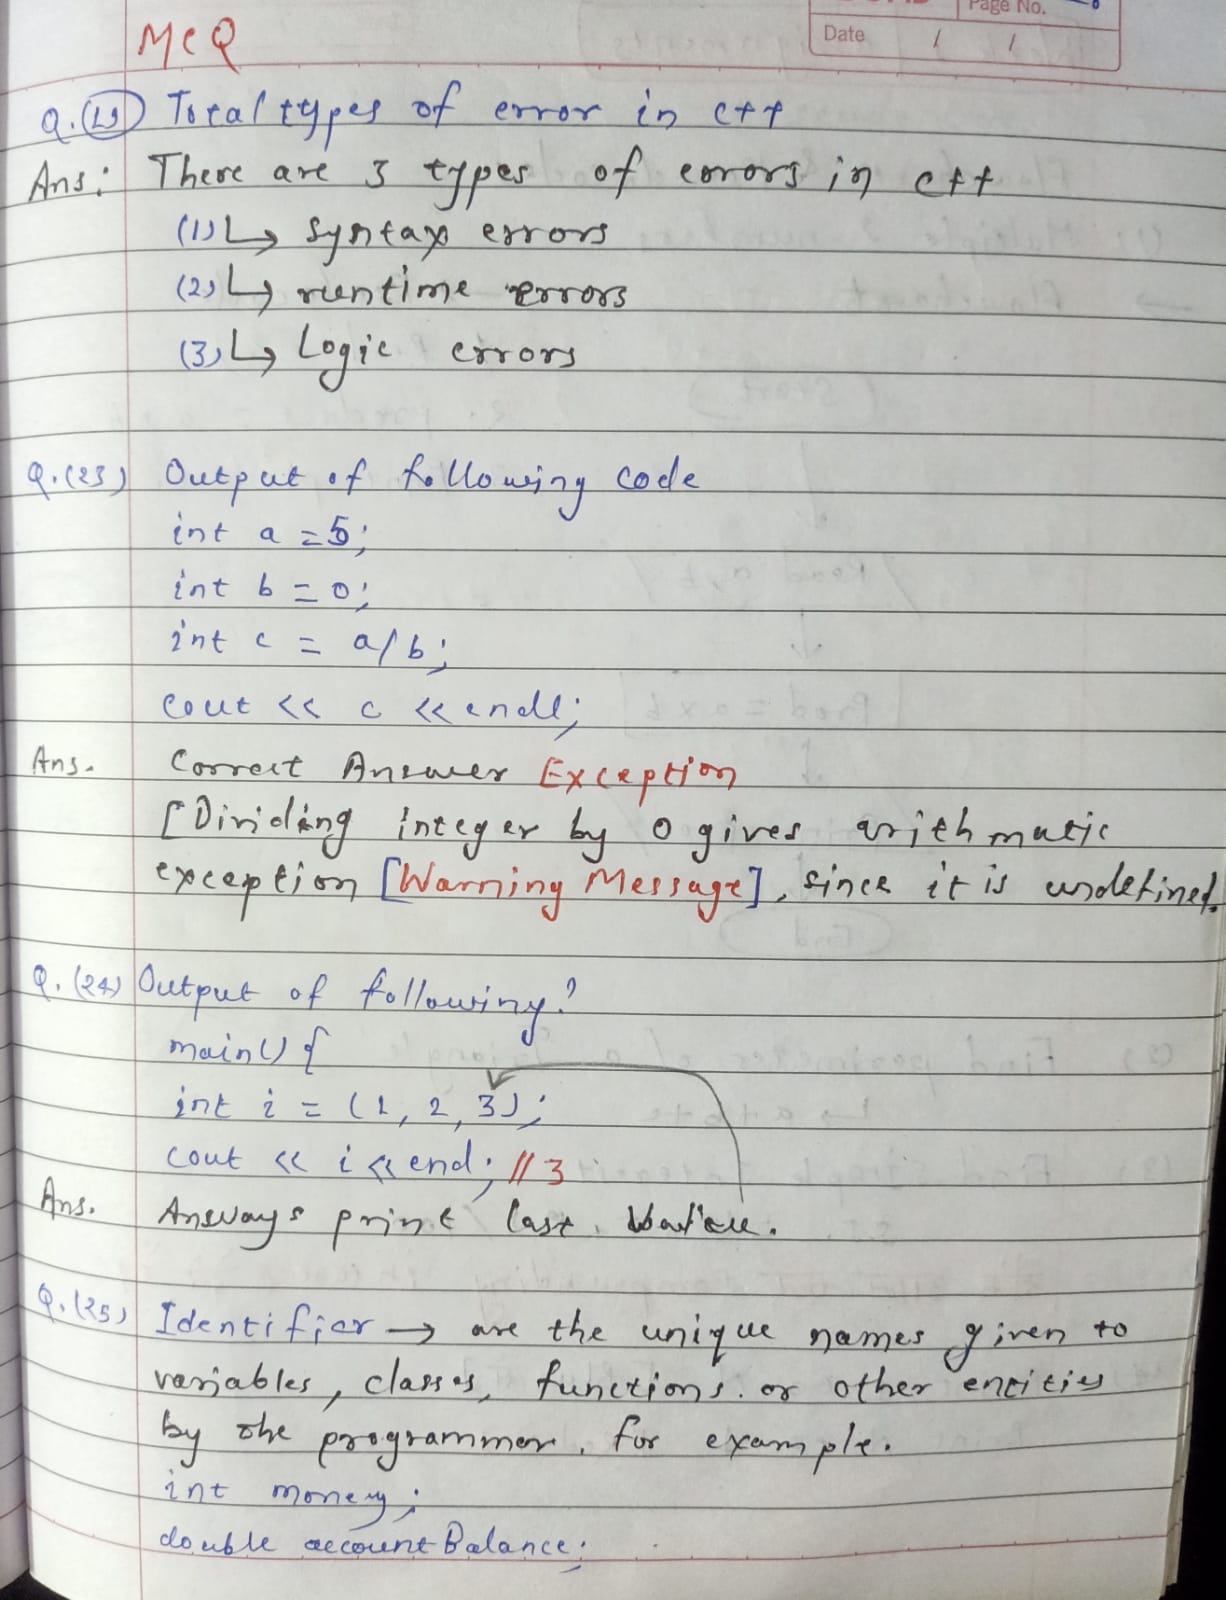 Page No.
Date / /
MCQ
Q.(19) Total types of error in c++
Ans: There are 3 types of errors in c++
(1)↳ syntax errors
(2)↳ runtime errors
(3)↳ Logic errors
Q.(23) Output of following code
int a = 5;
int b = 0;
int c = a/b;
cout << c << endl;
Ans. Correct Answer Exception
[Dividing integer by 0 gives arithmatic
exception [Warning Message], since it is undefined.
Q.(24) Output of following?
main() {
int i = (1, 2, 3);
cout << i << end; //3
Ans. Answays print last
Q.(25) Identifier → are the unique names given to
variables, classes, functions. or other entities
by the programmer. for example.
int money;
double accountBalance;